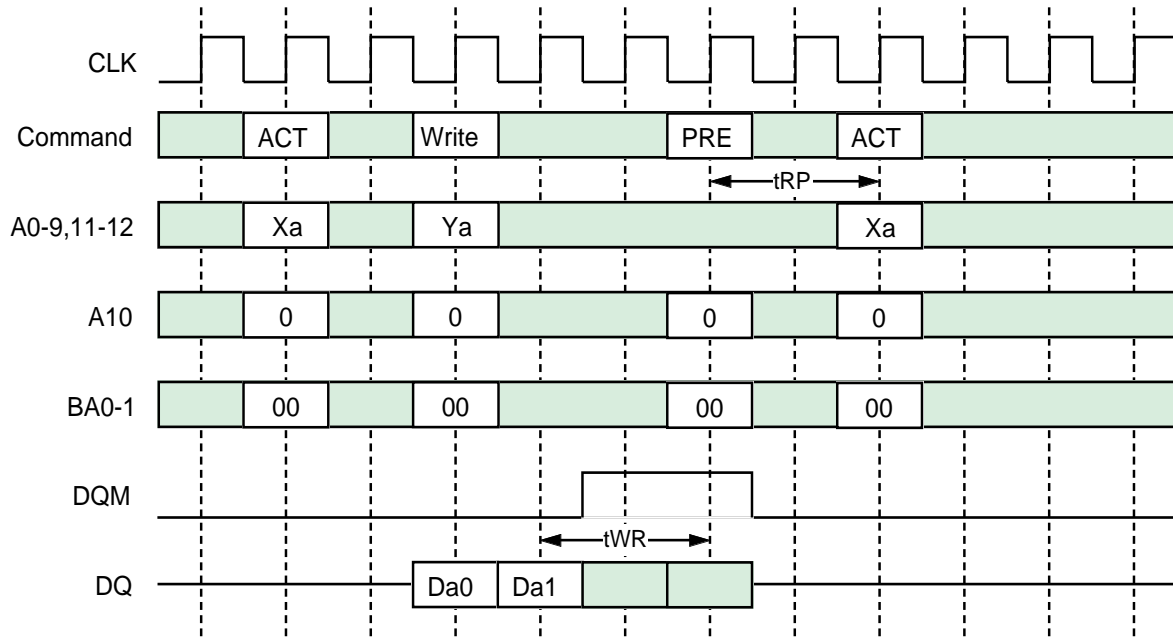 CLK
Command ACT Write PRE ACT
tRP
A0-9,11-12 Xa Ya Xa
A10 0 0 0 0
BA0-1 00 00 00 00
DQM
tWR
DQ Da0 Da1